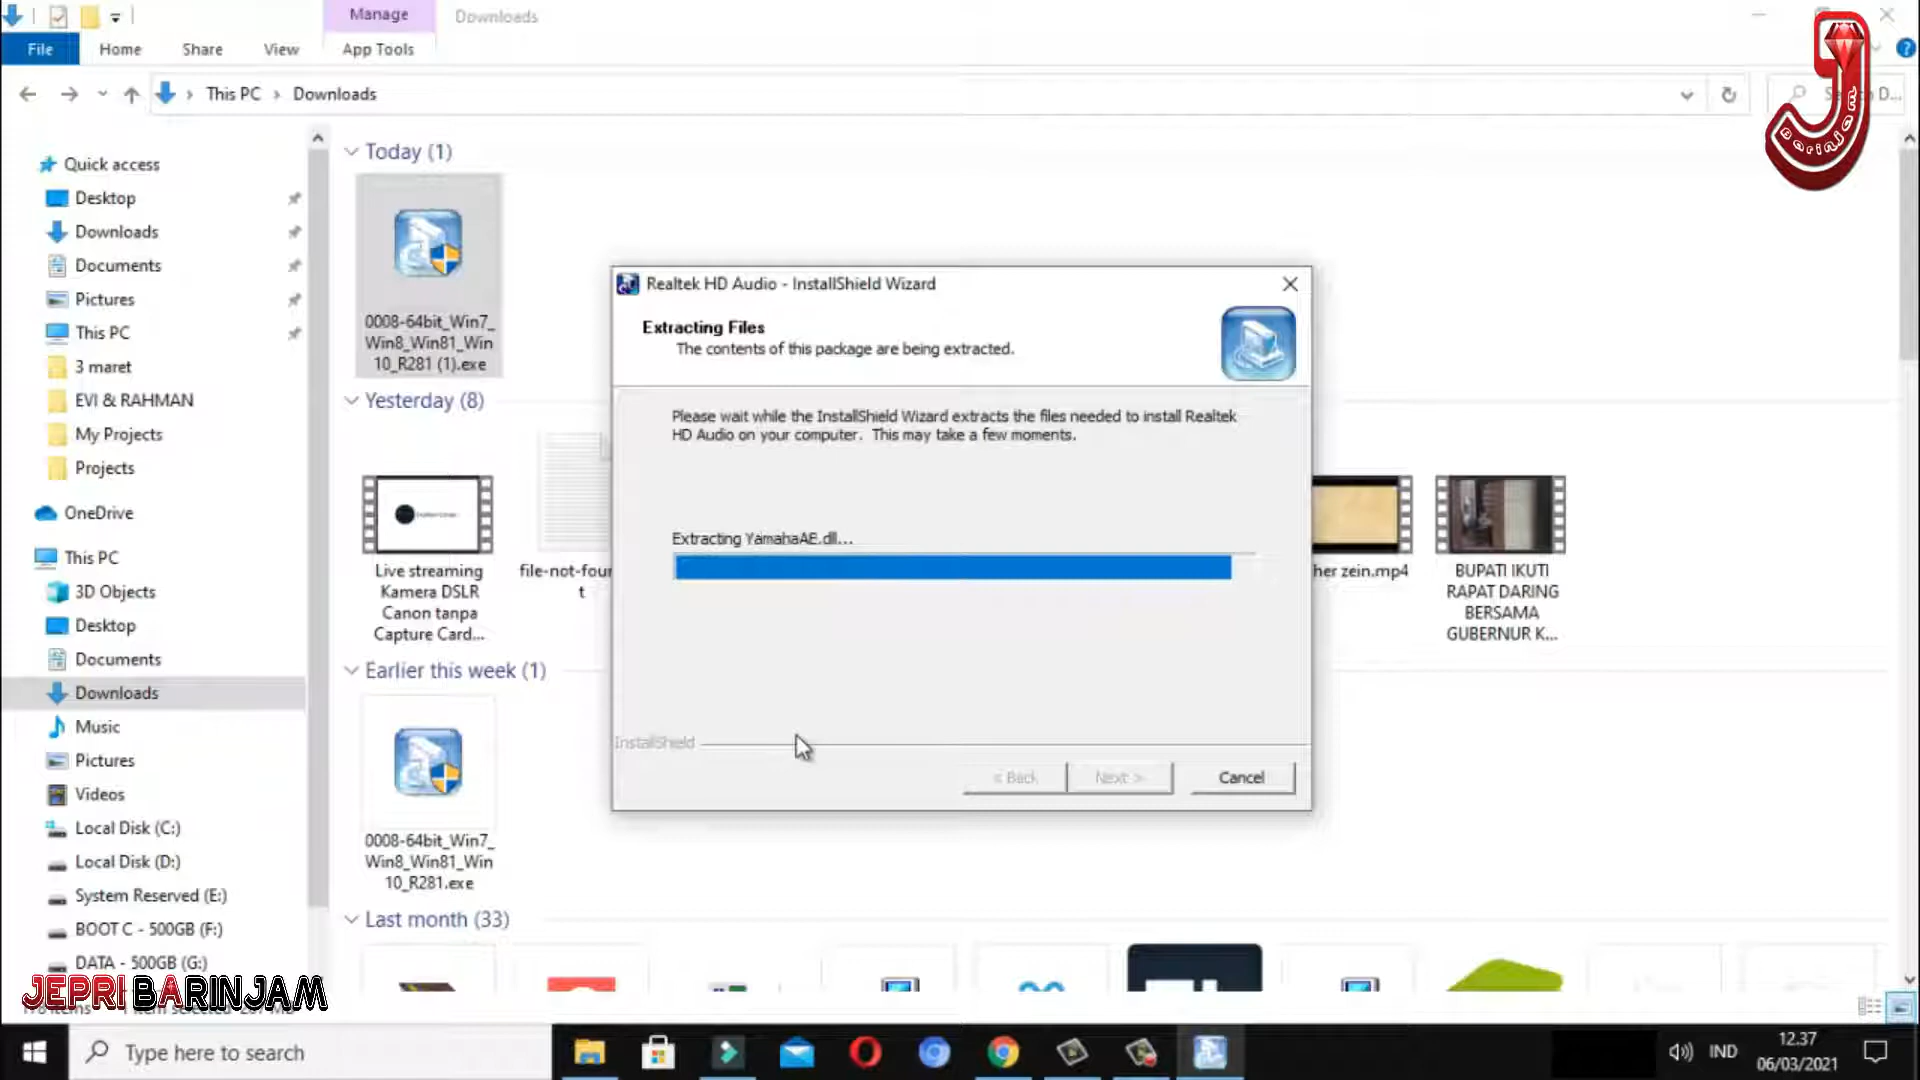 Manage
Downloads
File
Home
Share
View
App Tools
This PC
Downloads
D...
Barinjam
Quick access
Desktop
Downloads
Documents
Pictures
This PC
3 maret
EVI & RAHMAN
My Projects
Projects
OneDrive
This PC
3D Objects
Desktop
Documents
Downloads
Music
Pictures
Videos
Local Disk (C:)
Local Disk (D:)
System Reserved (E:)
BOOT C - 500GB (F:)
DATA - 500GB (G:)
Today (1)
0008-64bit_Win7_
Win8_Win81_Win
10_R281 (1).exe
Yesterday (8)
Live streaming
Kamera DSLR
Canon tanpa
Capture Card...
file-not-four
t
her zein.mp4
BUPATI IKUTI
RAPAT DARING
BERSAMA
GUBERNUR K...
Earlier this week (1)
0008-64bit_Win7_
Win8_Win81_Win
10_R281.exe
Last month (33)
Realtek HD Audio - InstallShield Wizard
Extracting Files
The contents of this package are being extracted.
Please wait while the InstallShield Wizard extracts the files needed to install Realtek
HD Audio on your computer.  This may take a few moments.
Extracting YamahaAE.dll...
InstallShield
< Back
Next >
Cancel
JEPRI BARINJAM
Type here to search
IND
12.37
06/03/2021